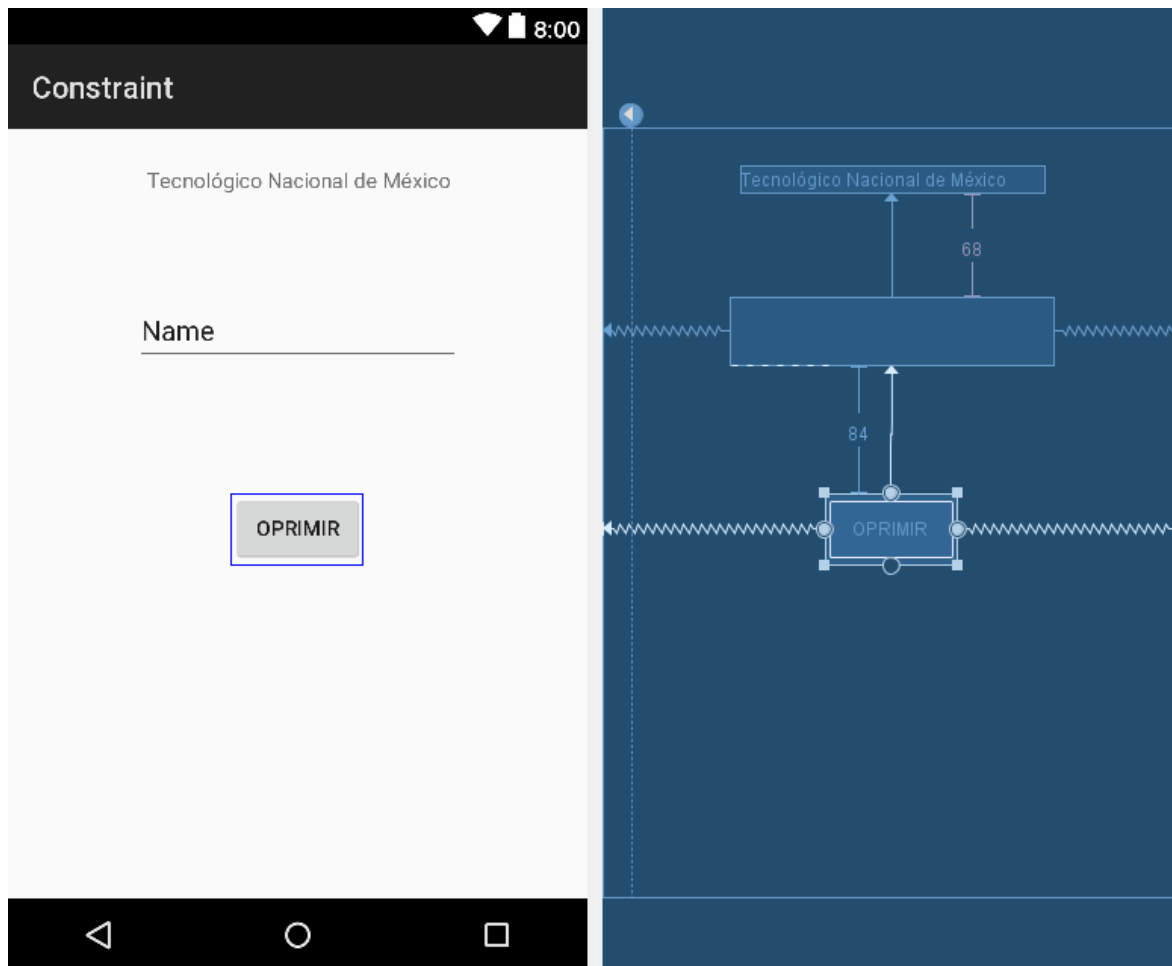 8:00
Constraint
Tecnológico Nacional de México
Name
OPRIMIR
Tecnológico Nacional de México
68
84
OPRIMIR